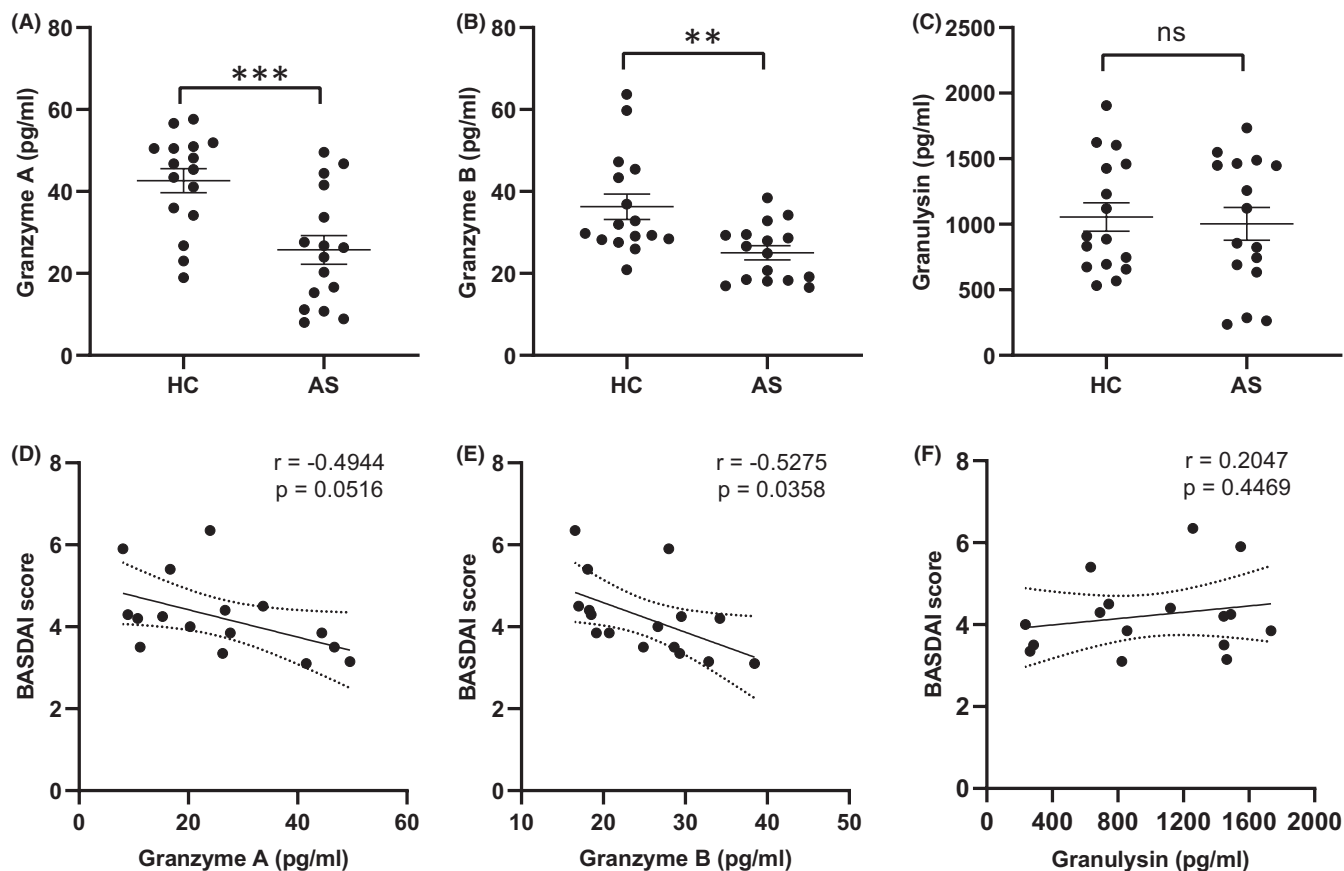 (A)
80
60
40
20
0
Granzyme A (pg/ml)
***
HC
AS
(B)
80
60
40
20
0
Granzyme B (pg/ml)
**
HC
AS
(C)
2500
2000
1500
1000
500
0
Granulysin (pg/ml)
ns
HC
AS
(D)
r = -0.4944
p = 0.0516
8
6
4
2
0
BASDAI score
0
20
40
60
Granzyme A (pg/ml)
(E)
r = -0.5275
p = 0.0358
8
6
4
2
0
BASDAI score
10
20
30
40
50
Granzyme B (pg/ml)
(F)
r = 0.2047
p = 0.4469
8
6
4
2
0
BASDAI score
0
400
800
1200
1600
2000
Granulysin (pg/ml)